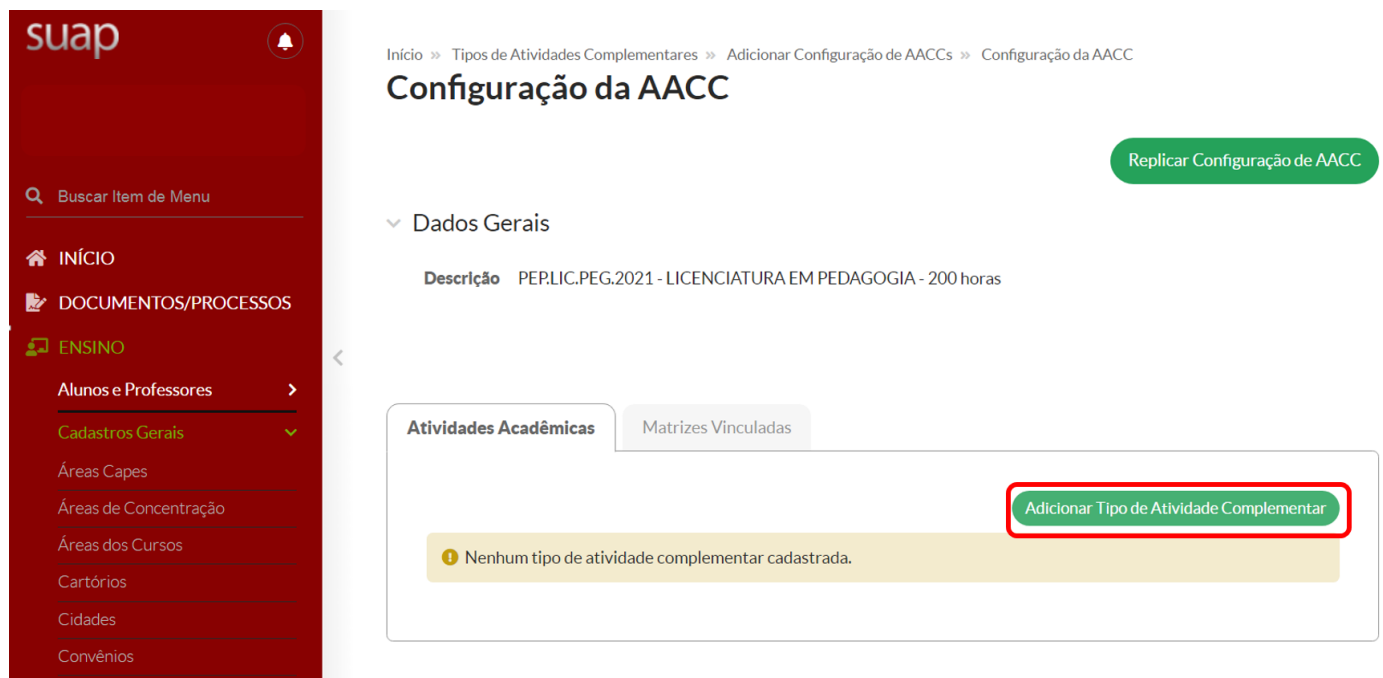 suap
Buscar Item de Menu
INÍCIO
DOCUMENTOS/PROCESSOS
ENSINO
Alunos e Professores
Cadastros Gerais
Áreas Capes
Áreas de Concentração
Áreas dos Cursos
Cartórios
Cidades
Convênios
Início » Tipos de Atividades Complementares » Adicionar Configuração de AACCs » Configuração da AACC
Configuração da AACC
Replicar Configuração de AACC
Dados Gerais
Descrição PEP.LIC.PEG.2021 - LICENCIATURA EM PEDAGOGIA - 200 horas
Atividades Acadêmicas Matrizes Vinculadas
Adicionar Tipo de Atividade Complementar
Nenhum tipo de atividade complementar cadastrada.